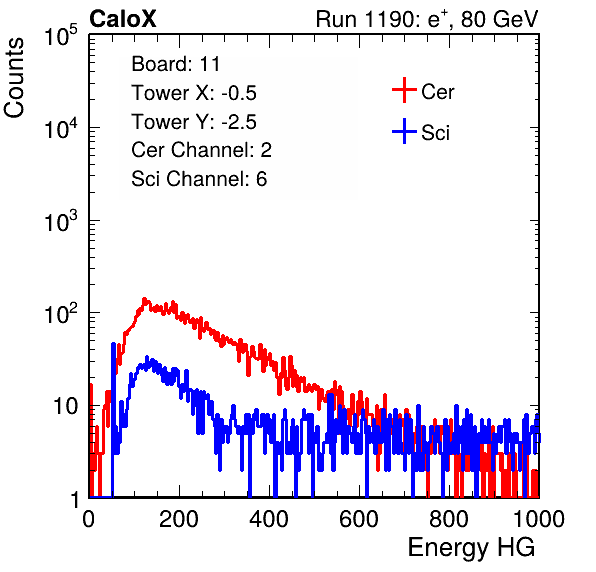 CaloX Run 1190: e⁺, 80 GeV
Board: 11
Tower X: -0.5
Tower Y: -2.5
Cer Channel: 2
Sci Channel: 6
Cer
Sci
Counts
10⁵
10⁴
10³
10²
10
1
0 200 400 600 800 1000
Energy HG